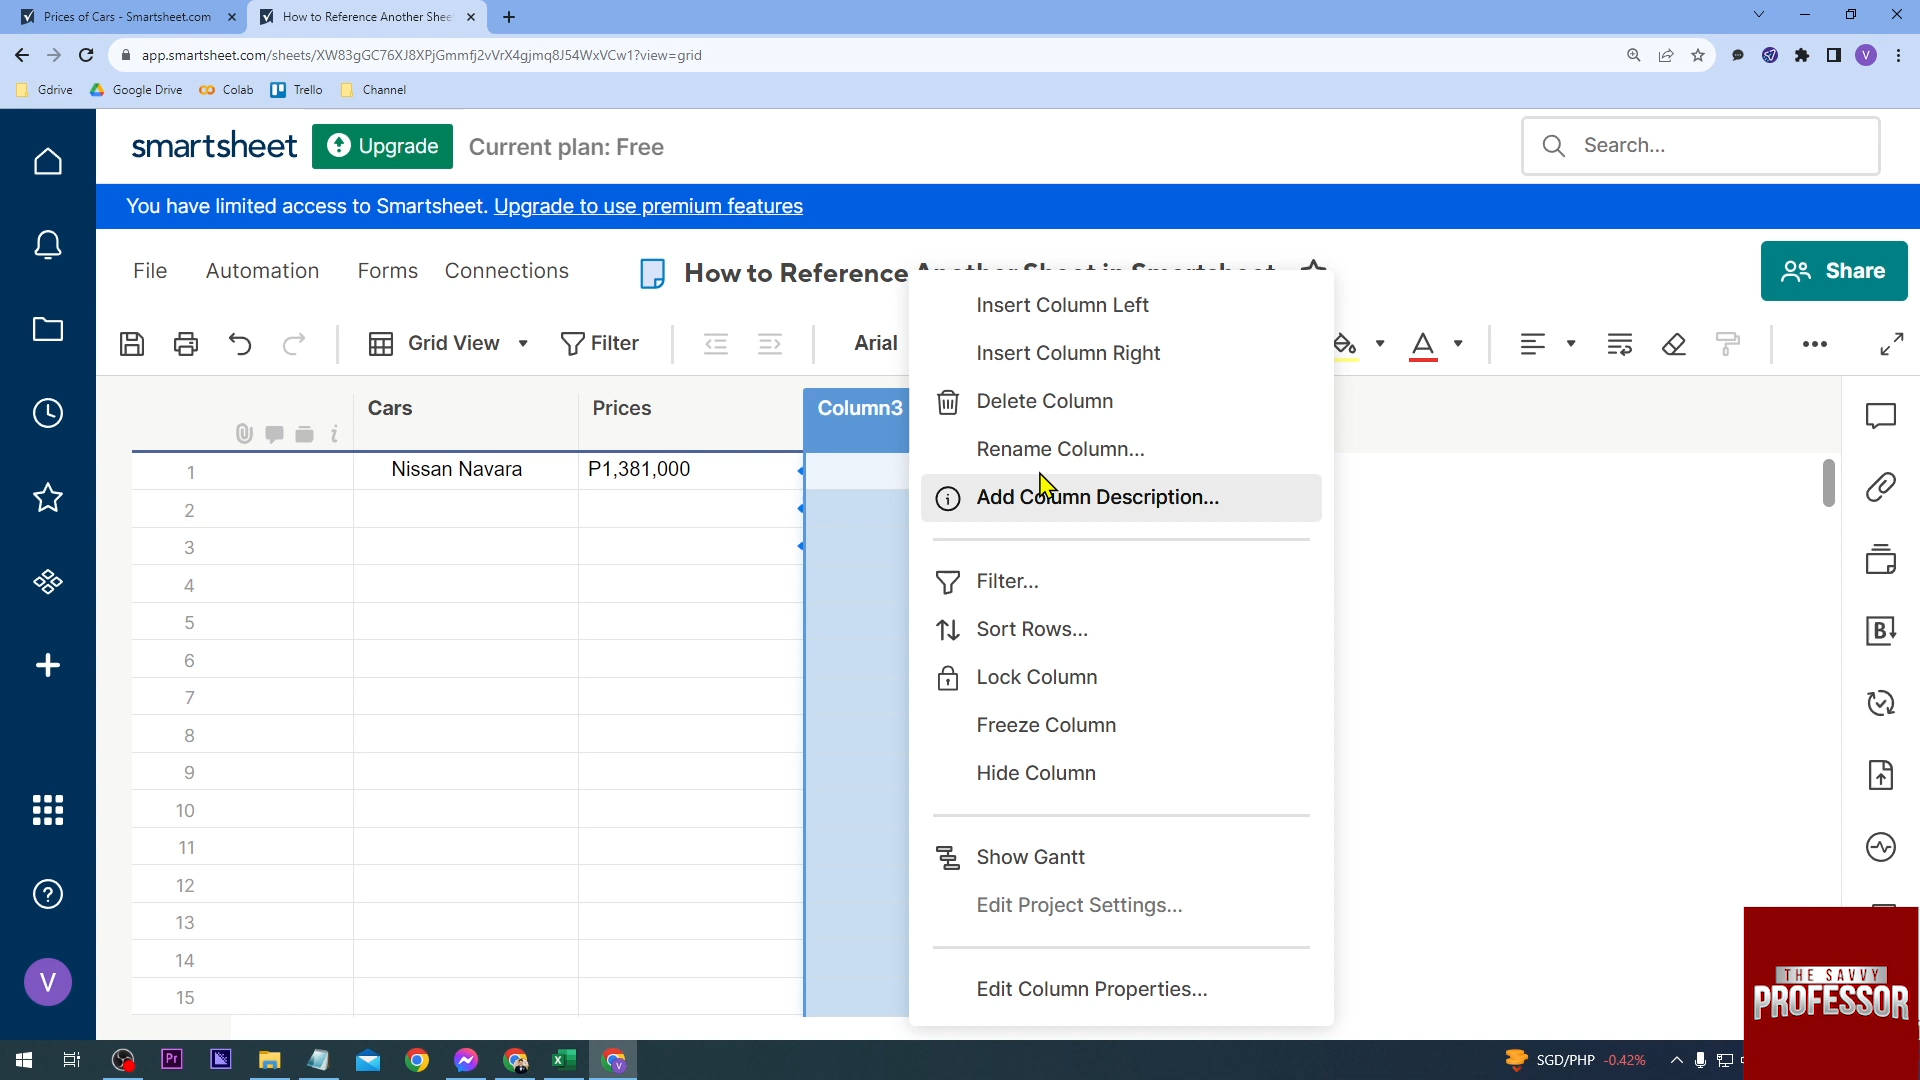 Prices of Cars - Smartsheet.com
How to Reference Another Shee
app.smartsheet.com/sheets/XW83gGC76XJ8XPjGmmfj2vVrX4gjmq8J54WxVCw1?view=grid
V
Gdrive
Google Drive
Colab
Trello
Channel
smartsheet
Upgrade
Current plan: Free
Search...
You have limited access to Smartsheet. Upgrade to use premium features
File
Automation
Forms
Connections
How to Reference Another Sheet in Smartsheet
Share
Grid View
Filter
Arial
A
Insert Column Left
Insert Column Right
Delete Column
Rename Column...
Add Column Description...
Filter...
Sort Rows...
Lock Column
Freeze Column
Hide Column
Show Gantt
Edit Project Settings...
Edit Column Properties...
Cars
Prices
Column3
1
Nissan Navara
P1,381,000
2
3
4
5
6
7
8
9
10
11
12
13
14
15
V
THE SAVVY
PROFESSOR
Pr
SGD/PHP
-0.42%